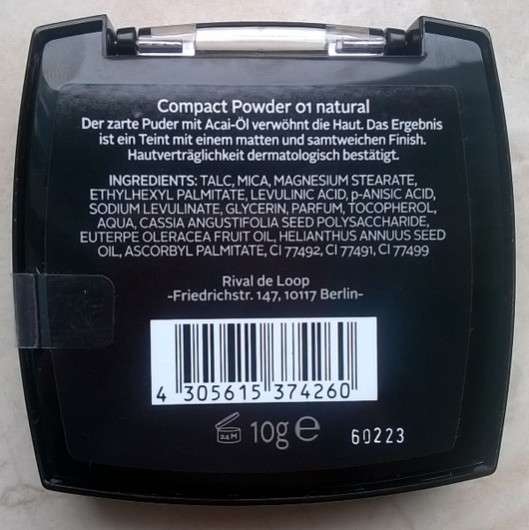 Compact Powder 01 natural
Der zarte Puder mit Acai-Öl verwöhnt die Haut. Das Ergebnis
ist ein Teint mit einem matten und samtweichen Finish.
Hautverträglichkeit dermatologisch bestätigt.
INGREDIENTS: TALC, MICA, MAGNESIUM STEARATE,
ETHYLHEXYL PALMITATE, LEVULINIC ACID, p-ANISIC ACID,
SODIUM LEVULINATE, GLYCERIN, PARFUM, TOCOPHEROL,
AQUA, CASSIA ANGUSTIFOLIA SEED POLYSACCHARIDE,
EUTERPE OLERACEA FRUIT OIL, HELIANTHUS ANNUUS SEED
OIL, ASCORBYL PALMITATE, CI 77492, CI 77491, CI 77499
Rival de Loop
-Friedrichstr. 147, 10117 Berlin-
4 305615 374260
24 M 10g e 60223